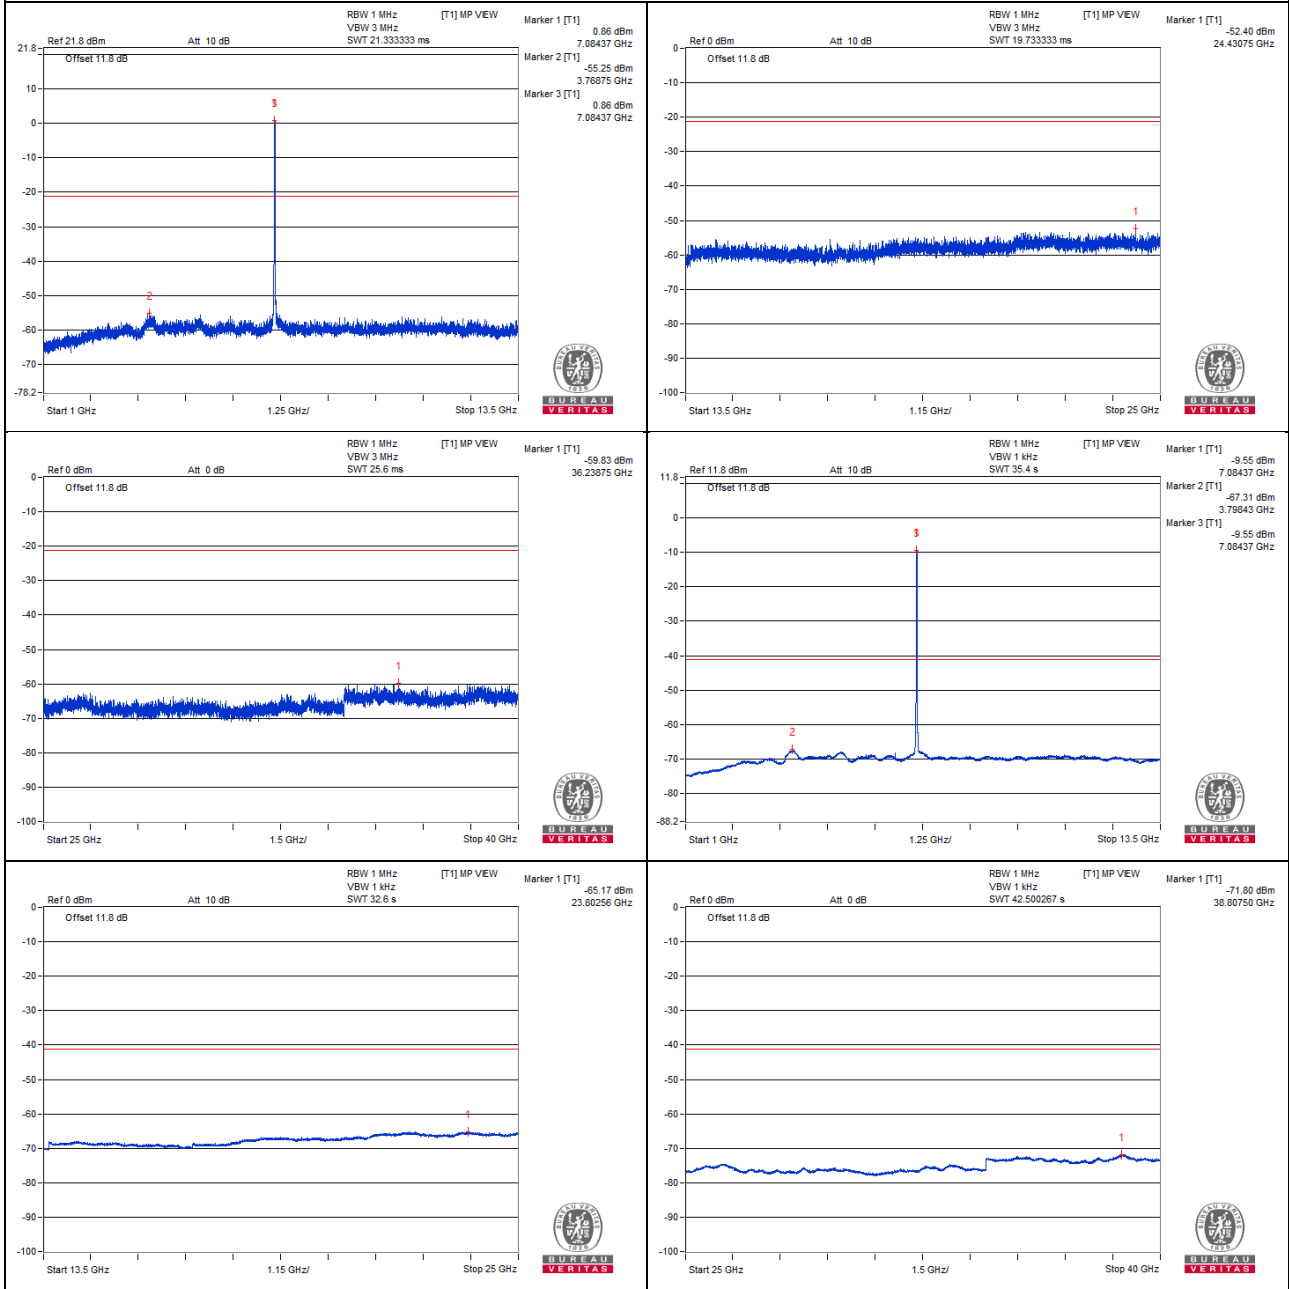 RBW 1 MHz [T1] MP VIEW
VBW 3 MHz
Ref 21.8 dBm Att 10 dB SWT 21.333333 ms
Marker 1 [T1]
0.86 dBm
7.08437 GHz
Marker 2 [T1]
-55.25 dBm
3.76875 GHz
Marker 3 [T1]
0.86 dBm
7.08437 GHz
21.8
Offset 11.8 dB
10
0
-10
-20
-30
-40
-50
-60
-70
-78.2
2
Start 1 GHz 1.25 GHz/ Stop 13.5 GHz
BUREAU VERITAS
1828
BUREAU
VERITAS
RBW 1 MHz [T1] MP VIEW
VBW 3 MHz
Ref 0 dBm Att 10 dB SWT 19.733333 ms
Marker 1 [T1]
-52.40 dBm
24.43075 GHz
0
Offset 11.8 dB
-10
-20
-30
-40
-50
-60
-70
-80
-90
-100
1
Start 13.5 GHz 1.15 GHz/ Stop 25 GHz
BUREAU VERITAS
1828
BUREAU
VERITAS
RBW 1 MHz [T1] MP VIEW
VBW 3 MHz
Ref 0 dBm Att 0 dB SWT 25.6 ms
Marker 1 [T1]
-59.83 dBm
36.23875 GHz
0
Offset 11.8 dB
-10
-20
-30
-40
-50
-60
-70
-80
-90
-100
1
Start 25 GHz 1.5 GHz/ Stop 40 GHz
BUREAU VERITAS
1828
BUREAU
VERITAS
RBW 1 MHz [T1] MP VIEW
VBW 1 kHz
Ref 11.8 dBm Att 10 dB SWT 35.4 s
Marker 1 [T1]
-9.55 dBm
7.08437 GHz
Marker 2 [T1]
-67.31 dBm
3.79843 GHz
Marker 3 [T1]
-9.55 dBm
7.08437 GHz
11.8
Offset 11.8 dB
0
-10
-20
-30
-40
-50
-60
-70
-80
-88.2
2
Start 1 GHz 1.25 GHz/ Stop 13.5 GHz
BUREAU VERITAS
1828
BUREAU
VERITAS
RBW 1 MHz [T1] MP VIEW
VBW 1 kHz
Ref 0 dBm Att 10 dB SWT 32.6 s
Marker 1 [T1]
-65.17 dBm
23.80256 GHz
0
Offset 11.8 dB
-10
-20
-30
-40
-50
-60
-70
-80
-90
-100
1
Start 13.5 GHz 1.15 GHz/ Stop 25 GHz
BUREAU VERITAS
1828
BUREAU
VERITAS
RBW 1 MHz [T1] MP VIEW
VBW 1 kHz
Ref 0 dBm Att 0 dB SWT 42.500267 s
Marker 1 [T1]
-71.80 dBm
38.80750 GHz
0
Offset 11.8 dB
-10
-20
-30
-40
-50
-60
-70
-80
-90
-100
1
Start 25 GHz 1.5 GHz/ Stop 40 GHz
BUREAU VERITAS
1828
BUREAU
VERITAS